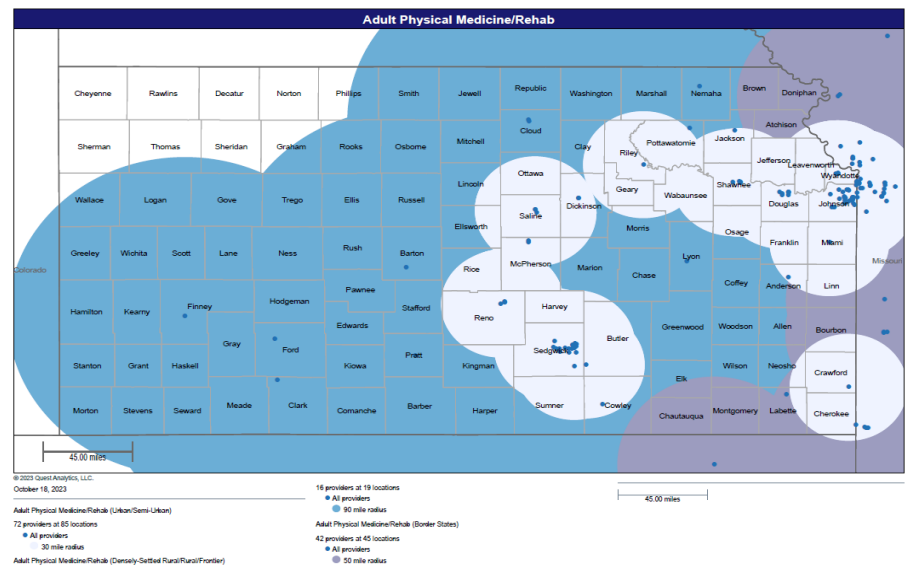 Adult Physical Medicine/Rehab
Cheyenne Rawlins Decatur Norton Phillips Smith Jewell Republic Washington Marshall Nemaha Brown Doniphan
Sherman Thomas Sheridan Graham Rooks Osborne Mitchell Cloud Clay Riley Pottawatomie Jackson Atchison
Jefferson Leavenworth Wyandotte
Wallace Logan Gove Trego Ellis Russell Lincoln Ottawa Dickinson Geary Wabaunsee Shawnee Douglas Johnson
Ellsworth Saline Morris Osage
Greeley Wichita Scott Lane Ness Rush Barton Rice McPherson Marion Chase Lyon Franklin Miami
Colorado Missouri
Hamilton Kearny Finney Hodgeman Pawnee Stafford Reno Harvey Coffey Anderson Linn
Gray Ford Edwards Pratt Sedgwick Butler Greenwood Woodson Allen Bourbon
Stanton Grant Haskell Kiowa Kingman Elk Wilson Neosho Crawford
Morton Stevens Seward Meade Clark Comanche Barber Harper Sumner Cowley Chautauqua Montgomery Labette Cherokee
45.00 miles
© 2023 Quest Analytics, LLC.
October 18, 2023
Adult Physical Medicine/Rehab (Urban/Semi-Urban)
72 providers at 85 locations
All providers
30 mile radius
Adult Physical Medicine/Rehab (Densely-Settled Rural/Rural/Frontier)
16 providers at 19 locations
All providers
90 mile radius
Adult Physical Medicine/Rehab (Border States)
42 providers at 45 locations
All providers
50 mile radius
45.00 miles